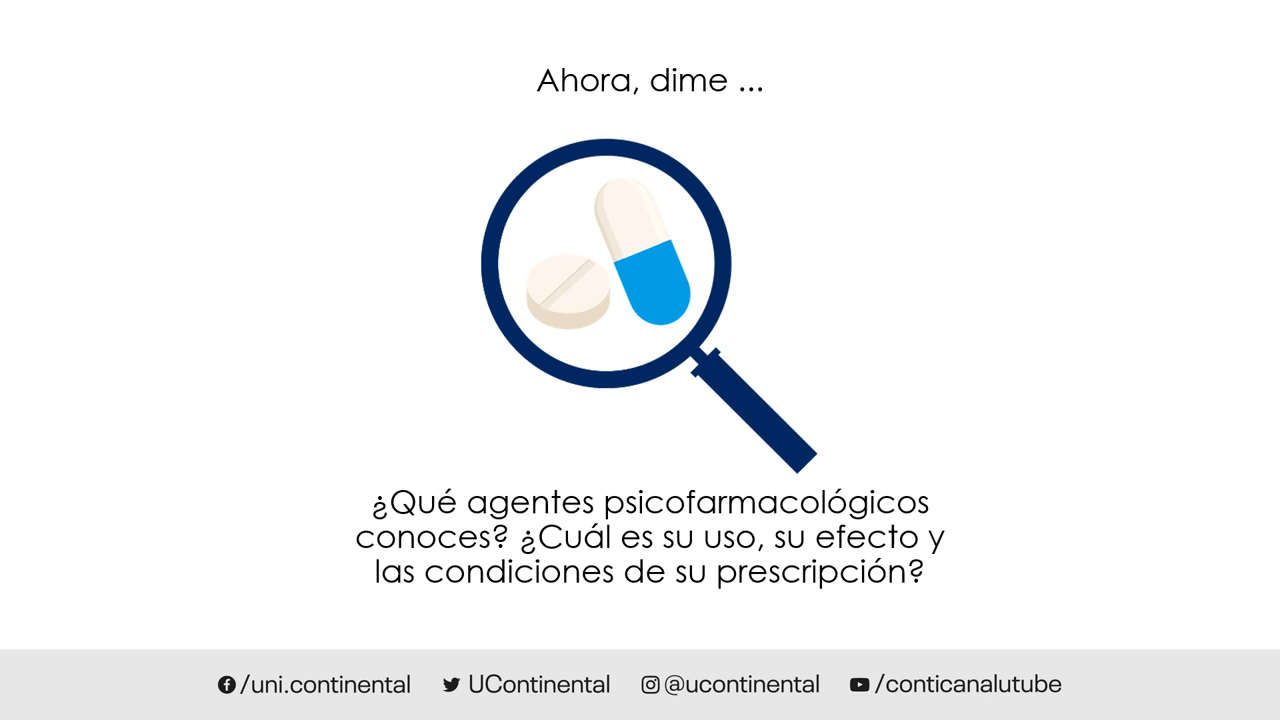 Ahora, dime ...
¿Qué agentes psicofarmacológicos
conoces? ¿Cuál es su uso, su efecto y
las condiciones de su prescripción?
/uni.continental UContinental @ucontinental /conticanalutube